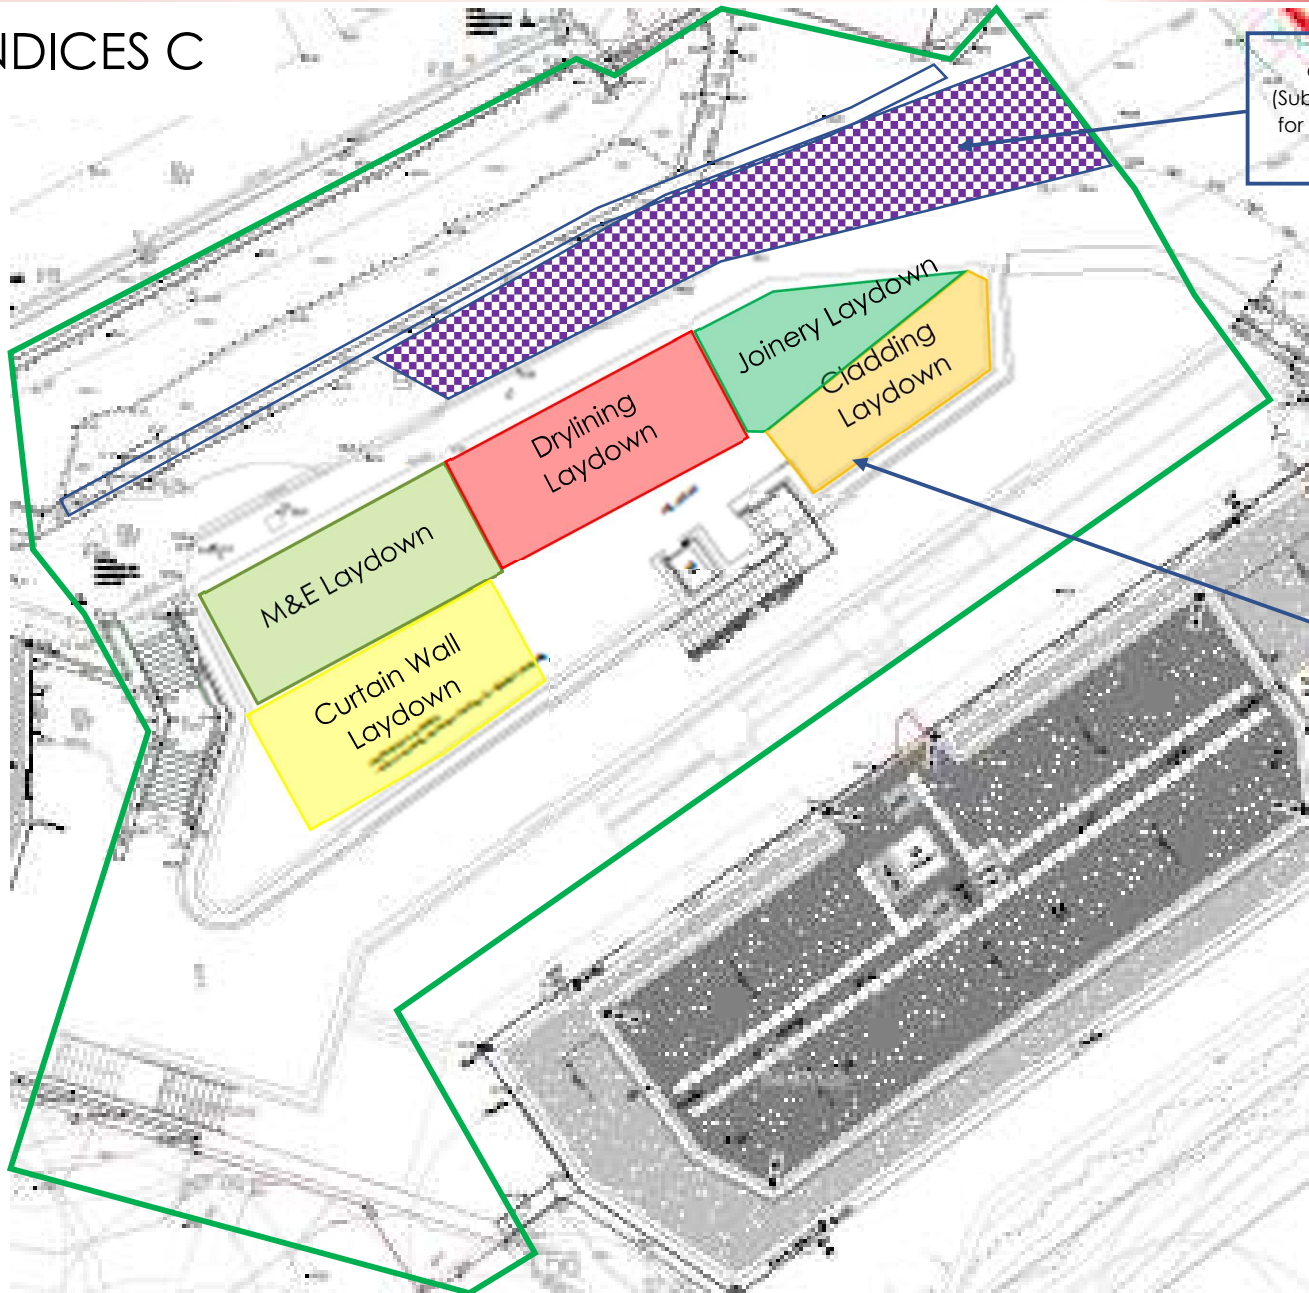 NDICES C
(Sub
for
Joinery Laydown
Cladding
Laydown
Drylining
Laydown
M&E Laydown
Curtain Wall
Laydown